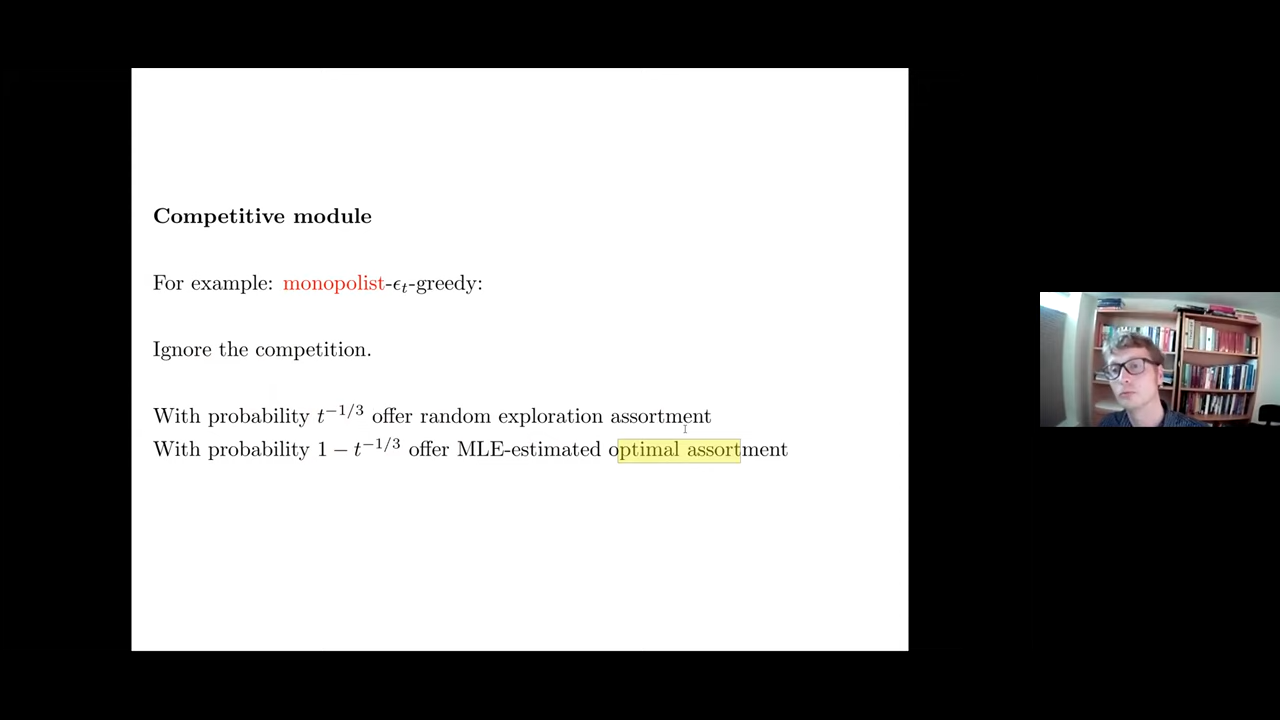 Competitive module
For example: monopolist-ϵₜ-greedy:
Ignore the competition.
With probability t⁻¹/³ offer random exploration assortment
With probability 1 − t⁻¹/³ offer MLE-estimated optimal assortment